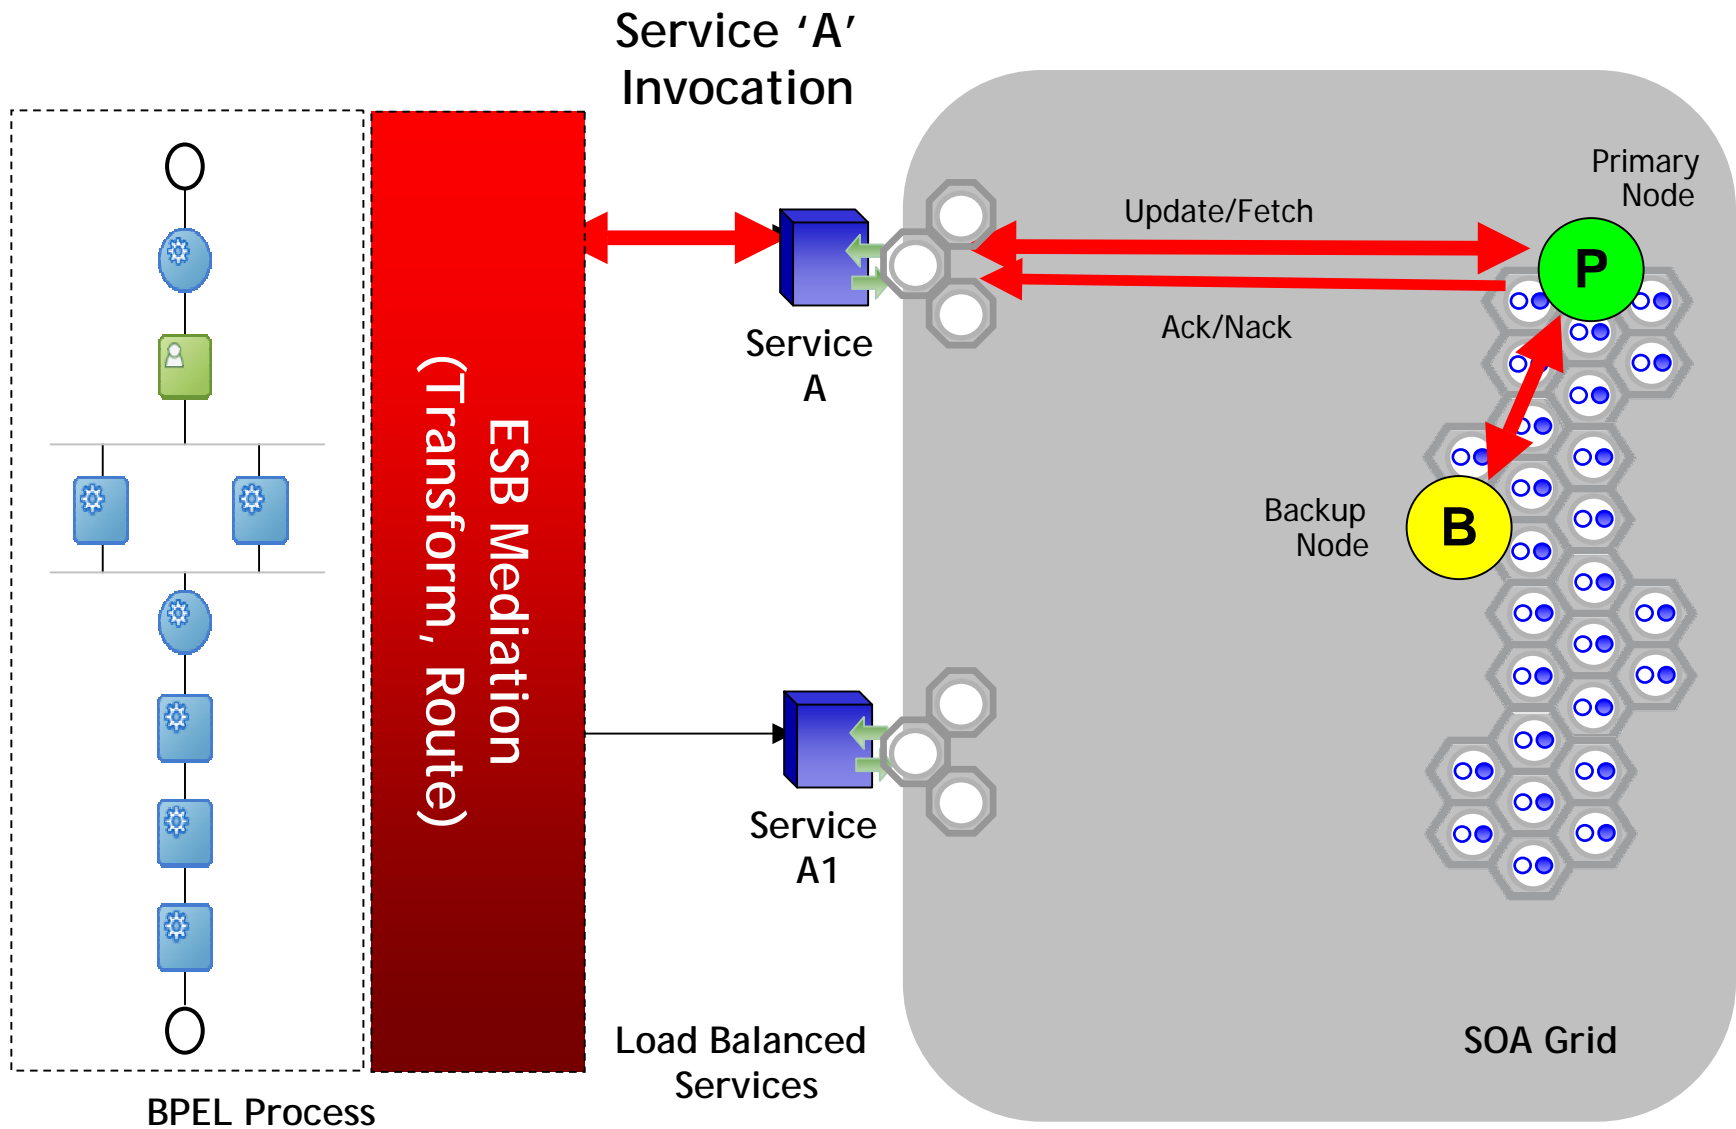 Service ‘A’
Invocation
ESB Mediation
(Transform, Route)
Update/Fetch
Ack/Nack
Primary
Node
P
Service
A
Backup
Node
B
Service
A1
Load Balanced
Services
SOA Grid
BPEL Process